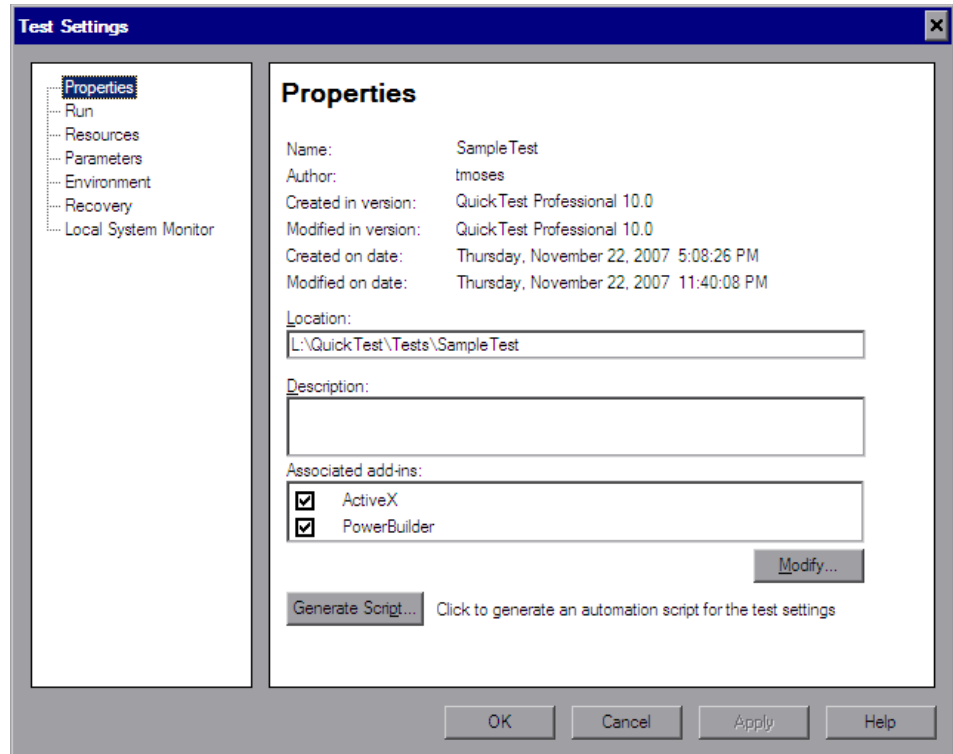 Test Settings
Properties
Run
Resources
Parameters
Environment
Recovery
Local System Monitor
Properties
Name: SampleTest
Author: tmoses
Created in version: QuickTest Professional 10.0
Modified in version: QuickTest Professional 10.0
Created on date: Thursday, November 22, 2007 5:08:26 PM
Modified on date: Thursday, November 22, 2007 11:40:08 PM
Location:
L:\QuickTest\Tests\SampleTest
Description:
Associated add-ins:
ActiveX
PowerBuilder
Modify...
Generate Script... Click to generate an automation script for the test settings
OK Cancel Apply Help